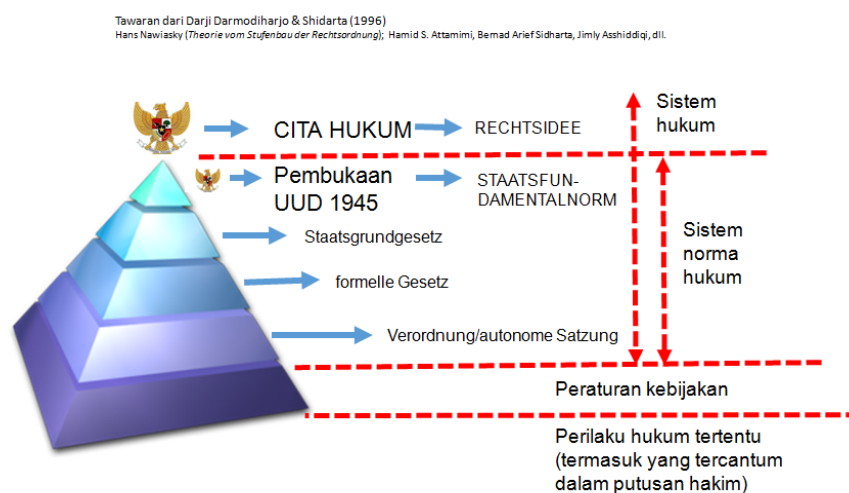 Tawaran dari Darji Darmodiharjo & Shidarta (1996)
Hans Nawiasky (Theorie vom Stufenbau der Rechtsordnung); Hamid S. Attamimi, Bernad Arief Sidharta, Jimly Asshiddiqi, dll.
Sistem
hukum
CITA HUKUM
RECHTSIDEE
Pembukaan
UUD 1945
STAATSFUN-
DAMENTALNORM
Staatsgrundgesetz
Sistem
norma
hukum
formelle Gesetz
Verordnung/autonome Satzung
Peraturan kebijakan
Perilaku hukum tertentu
(termasuk yang tercantum
dalam putusan hakim)